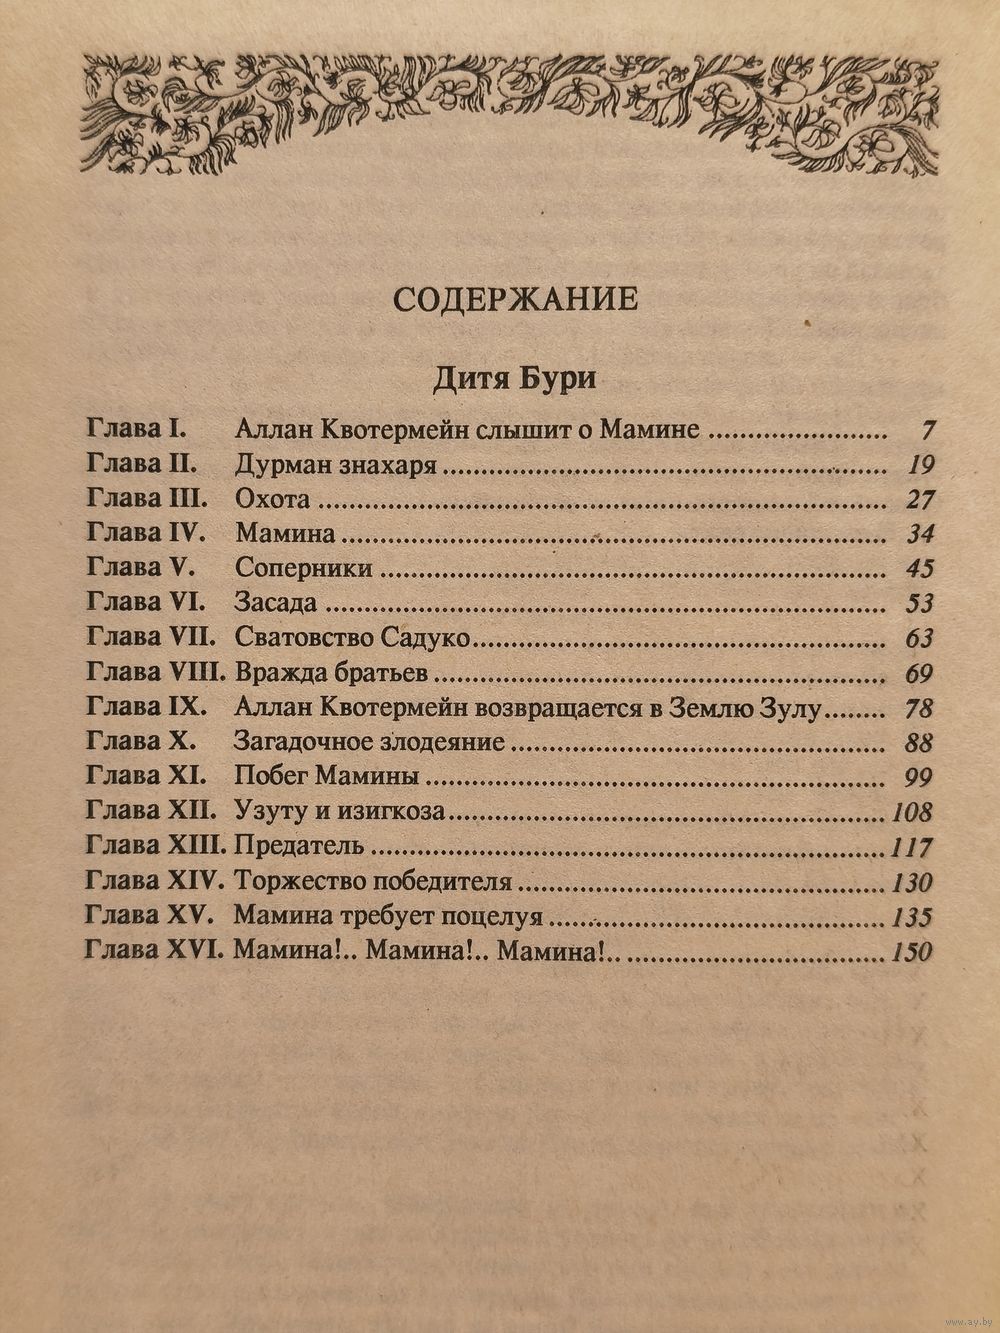 СОДЕРЖАНИЕ
Дитя Бури
Глава I. Аллан Квотермейн слышит о Мамине ........................... 7
Глава II. Дурман знахаря ........................... 19
Глава III. Охота ........................... 27
Глава IV. Мамина ........................... 34
Глава V. Соперники ........................... 45
Глава VI. Засада ........................... 53
Глава VII. Сватовство Садуко ........................... 63
Глава VIII. Вражда братьев ........................... 69
Глава IX. Аллан Квотермейн возвращается в Землю Зулу ........ 78
Глава X. Загадочное злодеяние ........................... 88
Глава XI. Побег Мамины ........................... 99
Глава XII. Узуту и изигкоза ........................... 108
Глава XIII. Предатель ........................... 117
Глава XIV. Торжество победителя ........................... 130
Глава XV. Мамина требует поцелуя ........................... 135
Глава XVI. Мамина!.. Мамина!.. Мамина!.. ........................... 150
www.ay.by